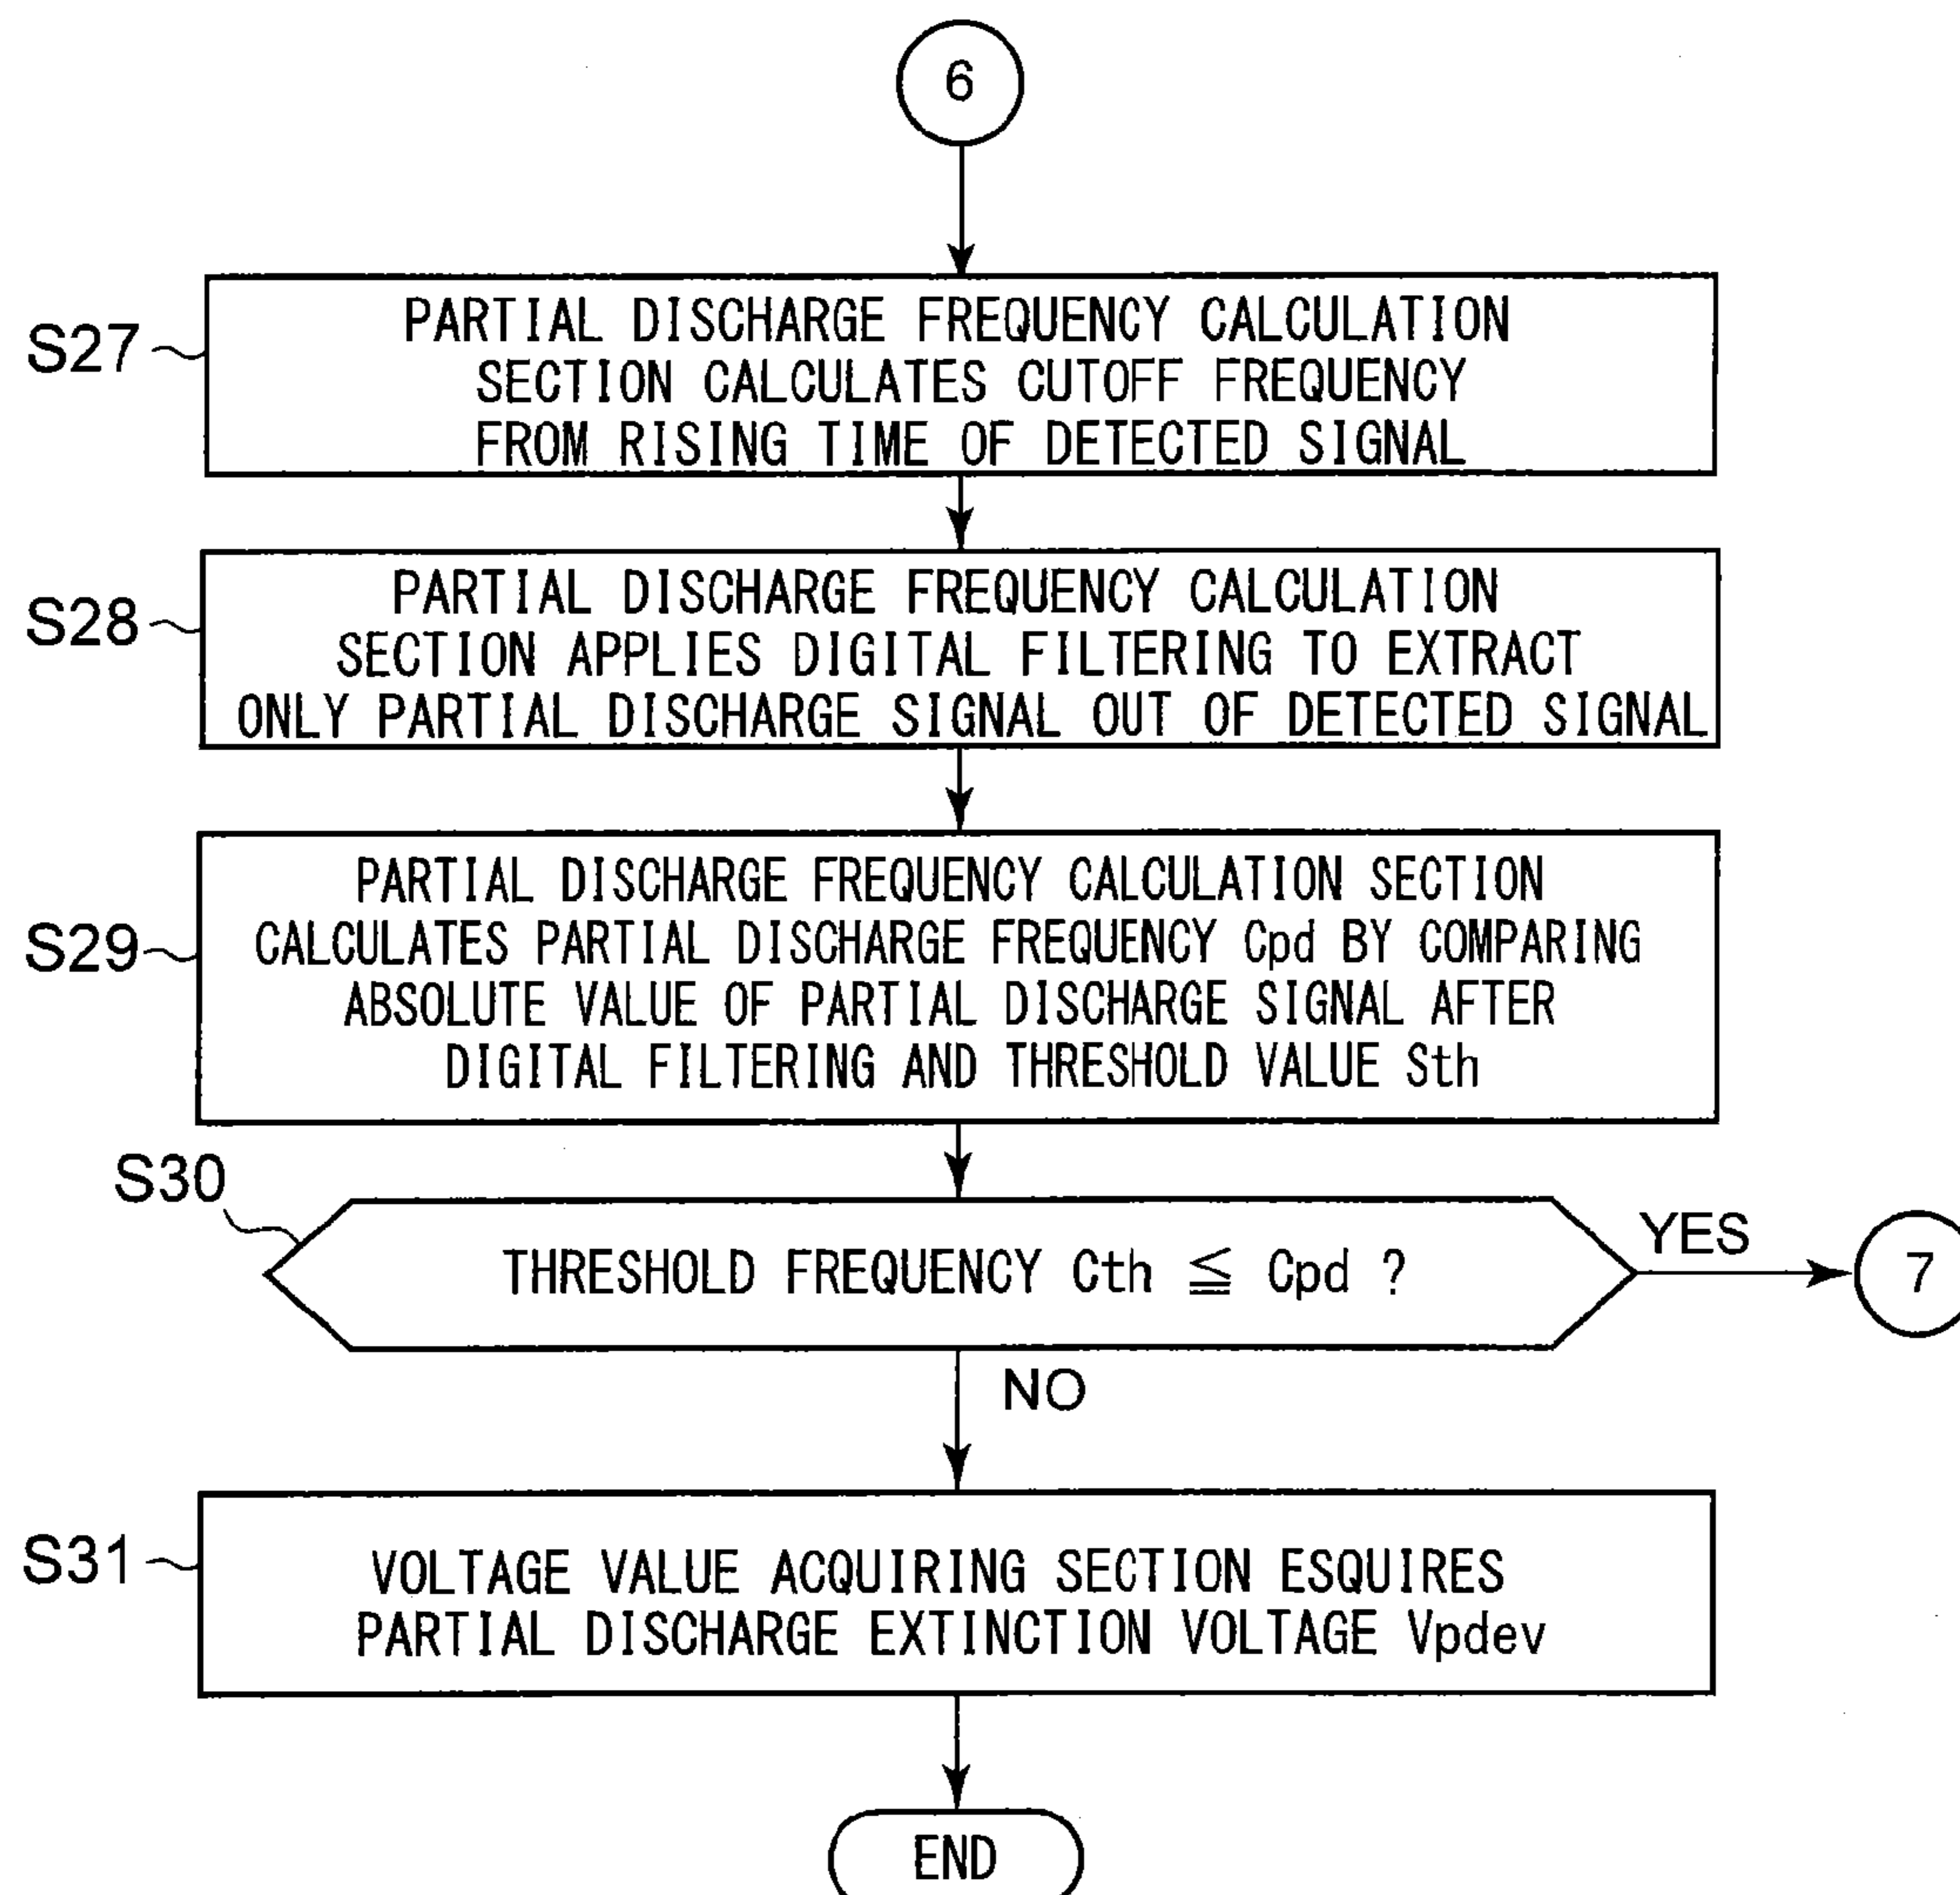 6
S27
PARTIAL DISCHARGE FREQUENCY CALCULATION
SECTION CALCULATES CUTOFF FREQUENCY
FROM RISING TIME OF DETECTED SIGNAL
S28
PARTIAL DISCHARGE FREQUENCY CALCULATION
SECTION APPLIES DIGITAL FILTERING TO EXTRACT
ONLY PARTIAL DISCHARGE SIGNAL OUT OF DETECTED SIGNAL
S29
PARTIAL DISCHARGE FREQUENCY CALCULATION SECTION
CALCULATES PARTIAL DISCHARGE FREQUENCY Cpd BY COMPARING
ABSOLUTE VALUE OF PARTIAL DISCHARGE SIGNAL AFTER
DIGITAL FILTERING AND THRESHOLD VALUE Sth
S30
THRESHOLD FREQUENCY Cth ≦ Cpd ?
YES
7
NO
S31
VOLTAGE VALUE ACQUIRING SECTION ESQUIRES
PARTIAL DISCHARGE EXTINCTION VOLTAGE Vpdev
END